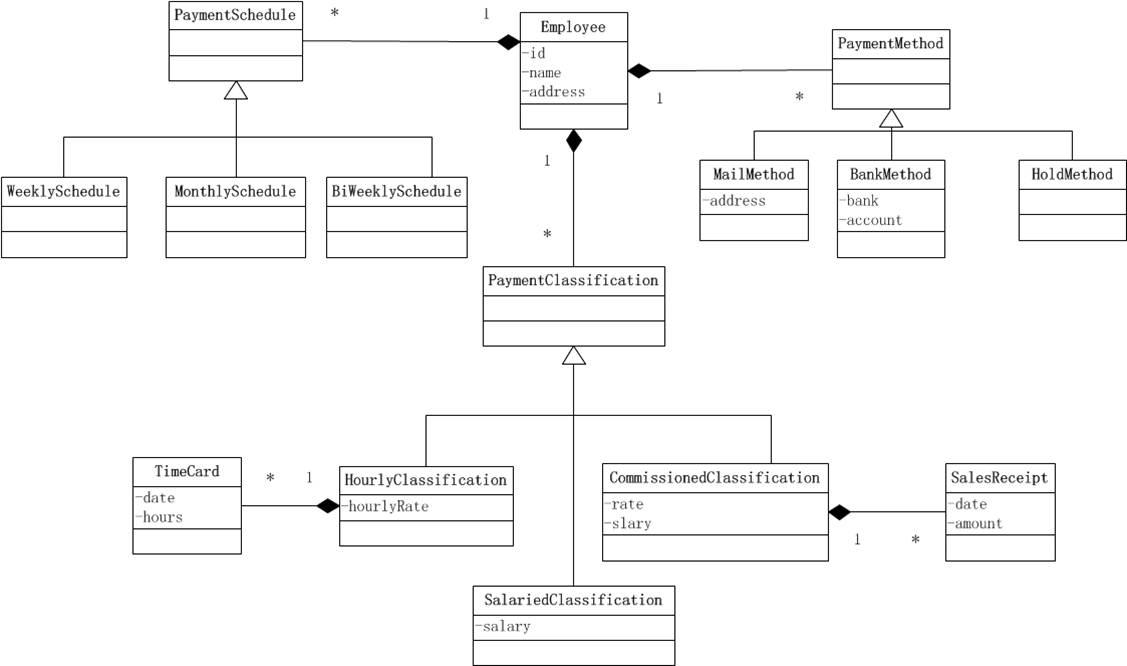 PaymentSchedule
*
1
Employee
-id
-name
-address
PaymentMethod
1
*
1
*
WeeklySchedule
MonthlySchedule
BiWeeklySchedule
MailMethod
-address
BankMethod
-bank
-account
HoldMethod
PaymentClassification
TimeCard
-date
-hours
*
1
HourlyClassification
-hourlyRate
CommissionedClassification
-rate
-slary
1
*
SalesReceipt
-date
-amount
SalariedClassification
-salary